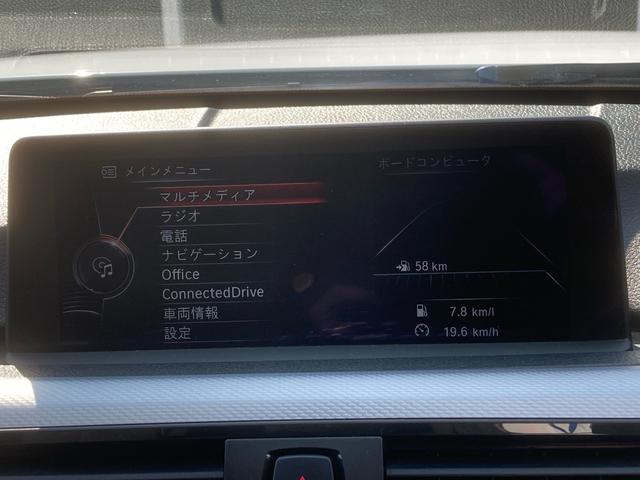 メインメニュー
マルチメディア
ラジオ
電話
ナビゲーション
Office
ConnectedDrive
車両情報
設定
ボードコンピュータ
58 km
7.8 km/l
19.6 km/h